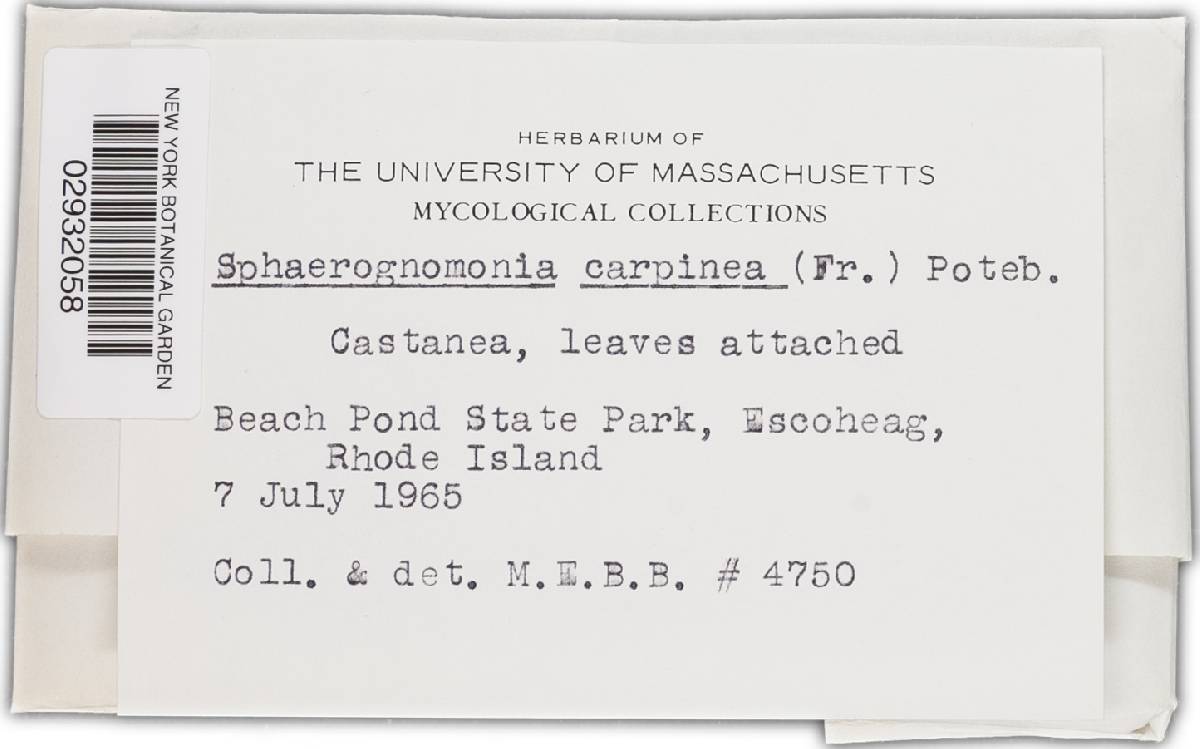 NEW YORK BOTANICAL GARDEN
02932058
HERBARIUM OF
THE UNIVERSITY OF MASSACHUSETTS
MYCOLOGICAL COLLECTIONS
Sphaerognomonia carpinea (Fr.) Poteb.
Castanea, leaves attached
Beach Pond State Park, Escoheag,
Rhode Island
7 July 1965
Coll. & det. M.E.B.B. # 4750